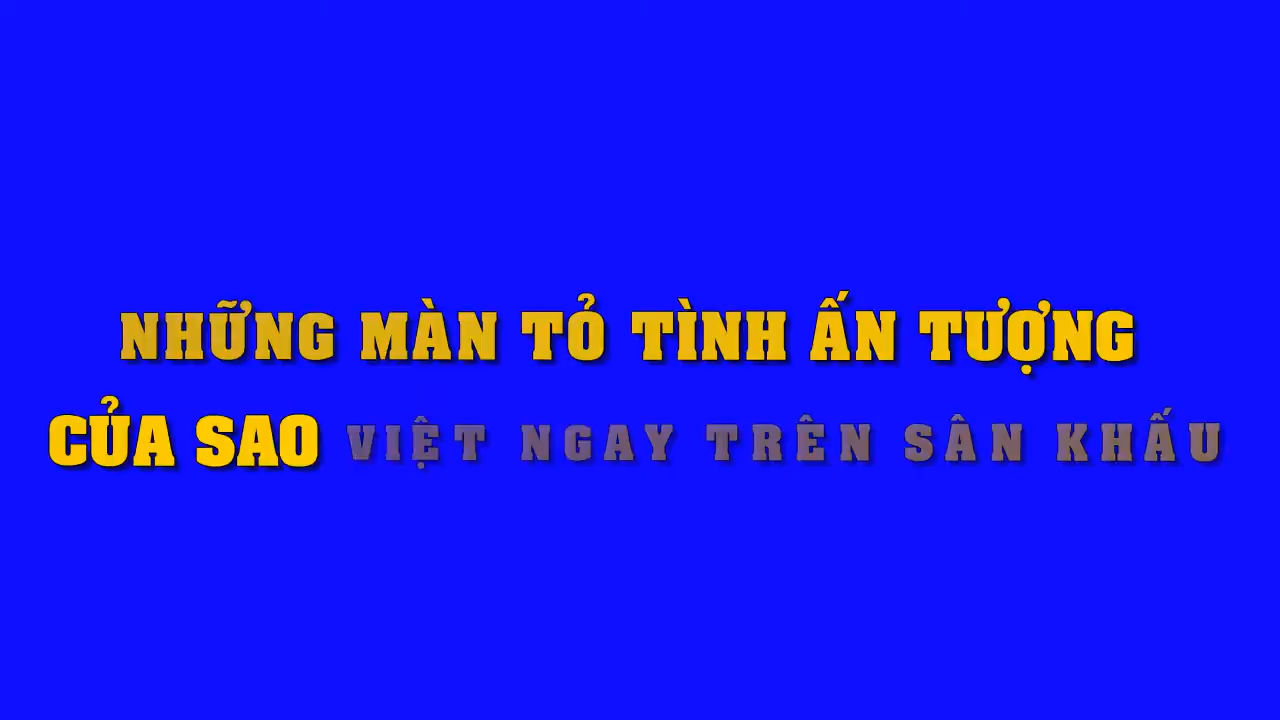 NHỮNG MÀN TỎ TÌNH ẤN TƯỢNG
CỦA SAO VIỆT NGAY TRÊN SÂN KHẤU